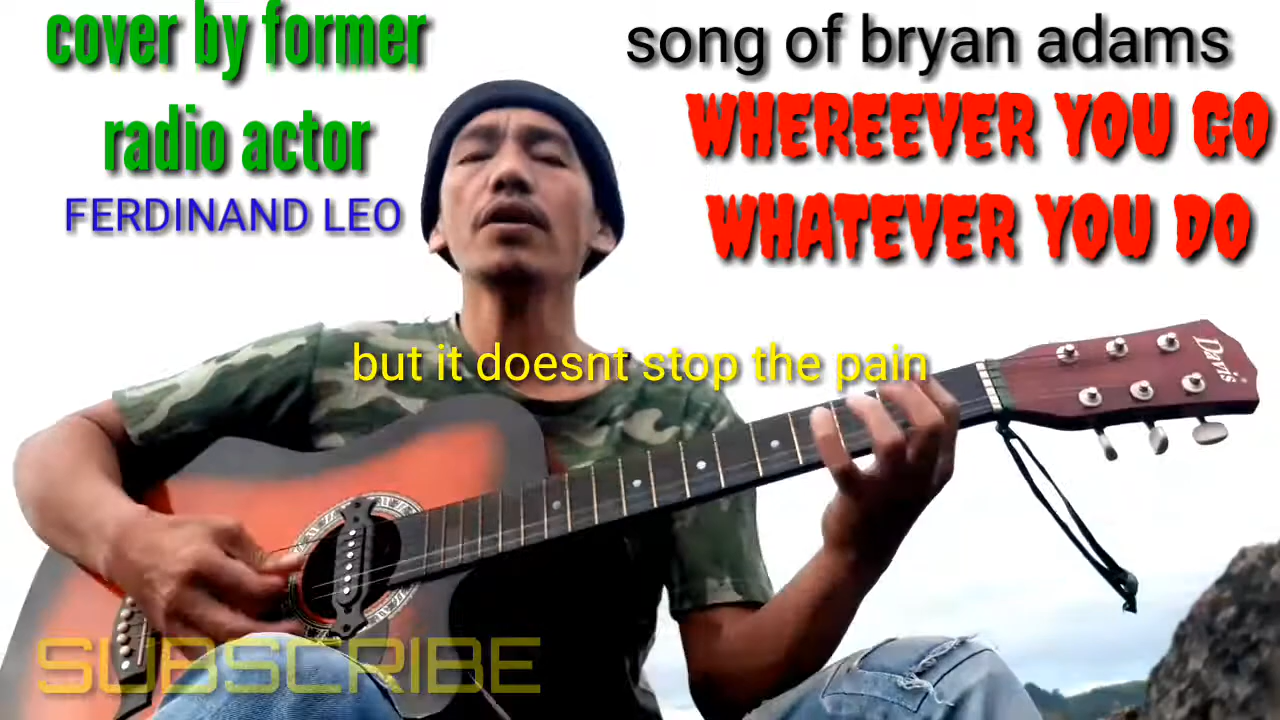 cover by former
radio actor
FERDINAND LEO
song of bryan adams
WHEREEVER YOU GO
WHATEVER YOU DO
but it doesnt stop the pain
Davis
SUBSCRIBE